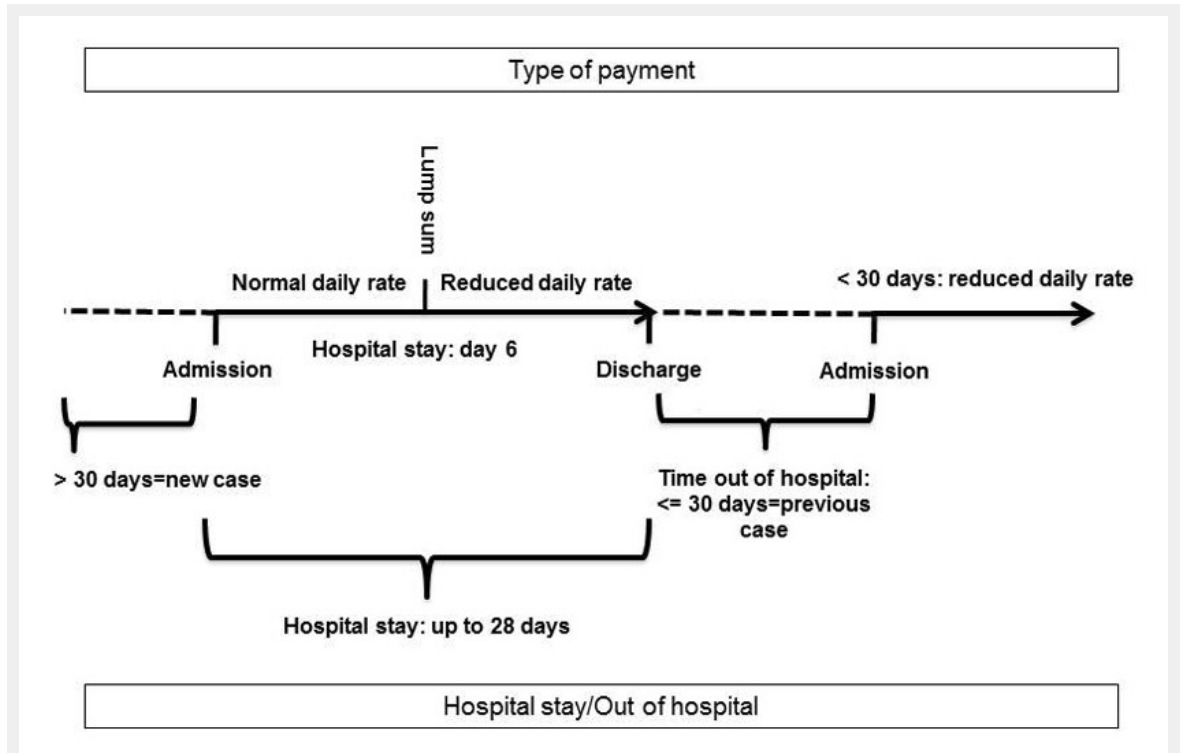 Type of payment
Lump sum
Normal daily rate
Reduced daily rate
< 30 days: reduced daily rate
Hospital stay: day 6
Admission
Discharge
Admission
> 30 days=new case
Time out of hospital:
<= 30 days=previous
case
Hospital stay: up to 28 days
Hospital stay/Out of hospital